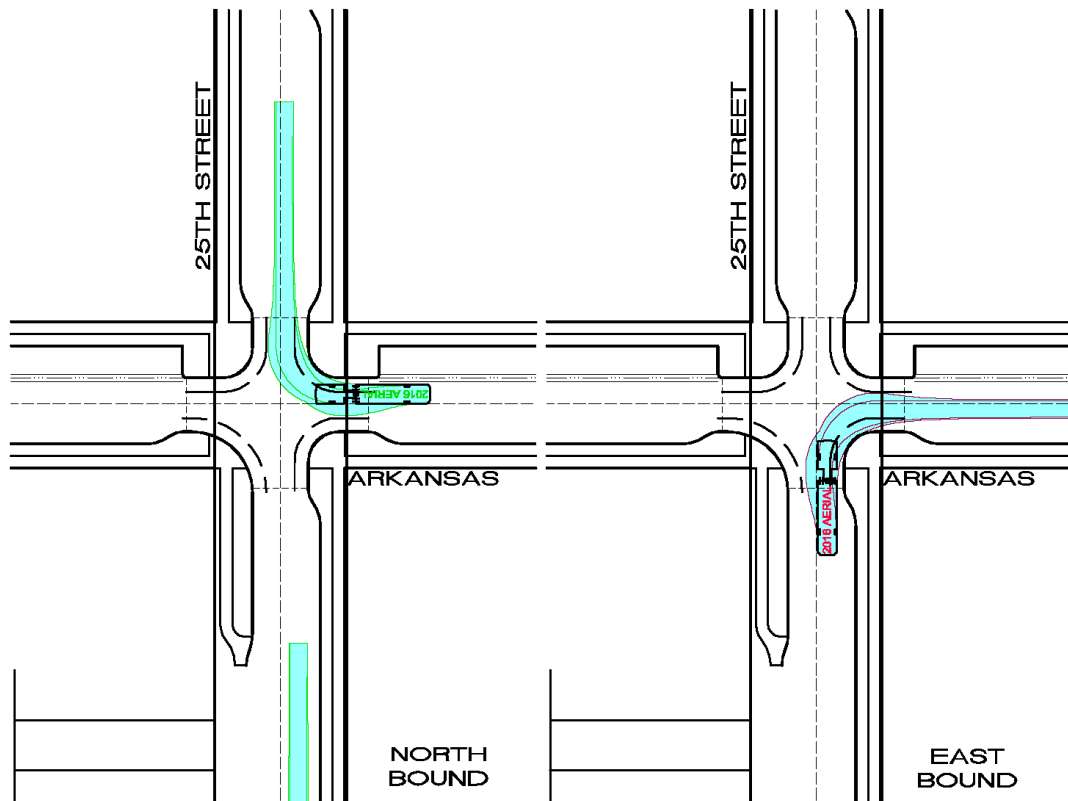 25TH STREET
2016 AERIAL
ARKANSAS
NORTH
BOUND
25TH STREET
2016 AERIAL
ARKANSAS
EAST
BOUND